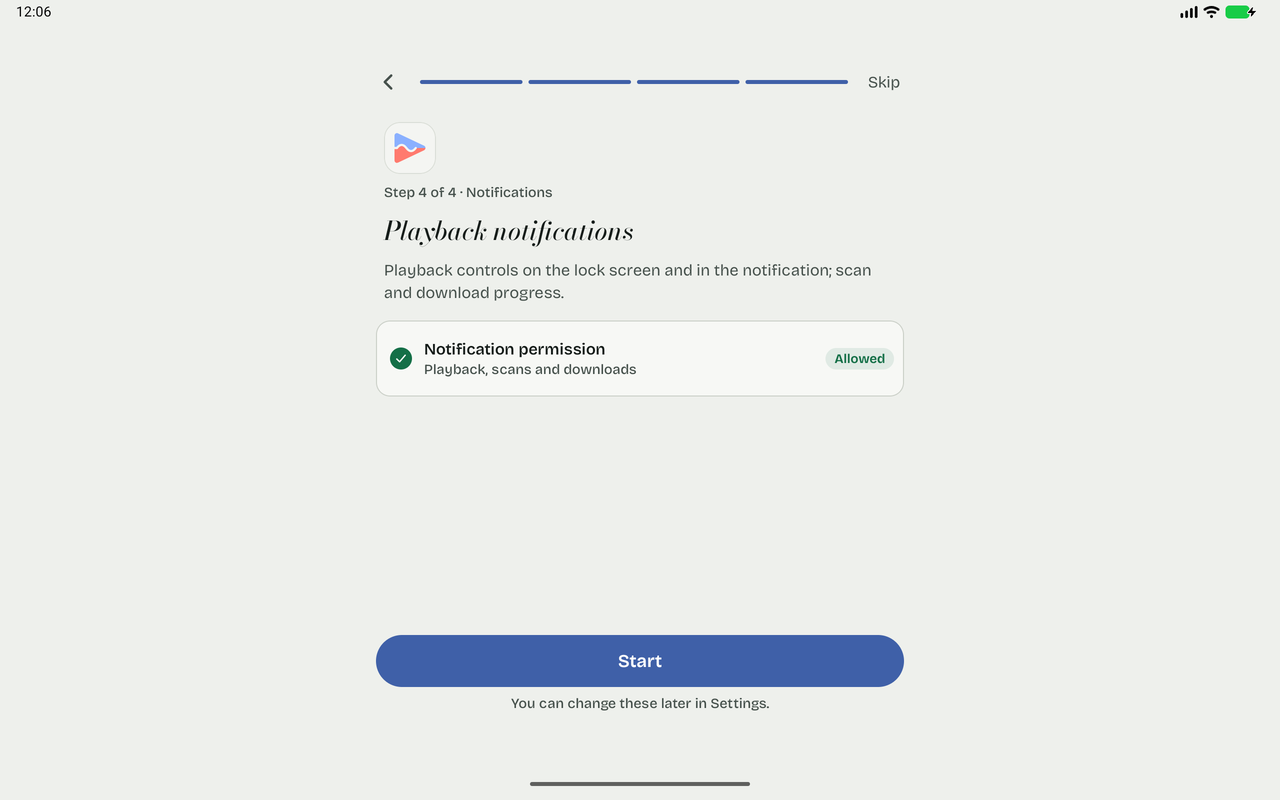 12:06
Skip
Step 4 of 4 · Notifications
Playback notifications
Playback controls on the lock screen and in the notification; scan
and download progress.
Notification permission
Playback, scans and downloads
Allowed
Start
You can change these later in Settings.